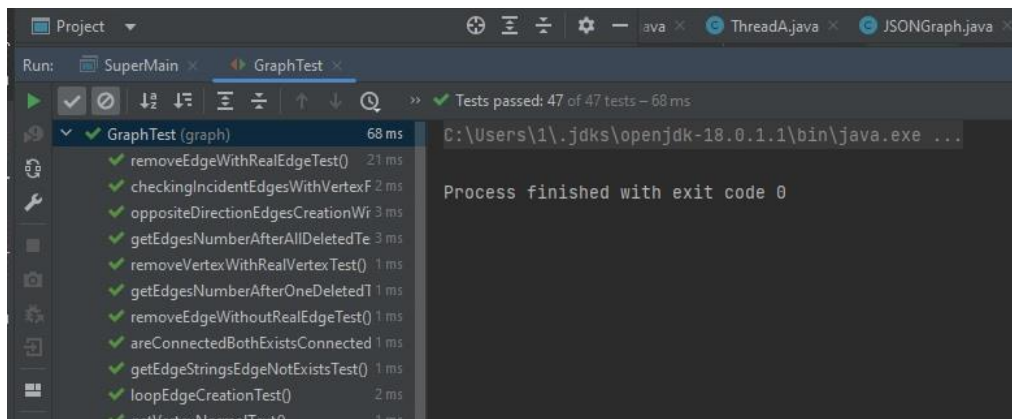 Project
ava ThreadA.java JSONGraph.java
Run: SuperMain GraphTest
Tests passed: 47 of 47 tests – 68 ms
GraphTest (graph) 68 ms
C:\Users\1\.jdks\openjdk-18.0.1.1\bin\java.exe ...
removeEdgeWithRealEdgeTest() 21 ms
checkingIncidentEdgesWithVertexF 2 ms
Process finished with exit code 0
oppositeDirectionEdgesCreationWi 3 ms
getEdgesNumberAfterAllDeletedTe 3 ms
removeVertexWithRealVertexTest() 1 ms
getEdgesNumberAfterOneDeletedT 1 ms
removeEdgeWithoutRealEdgeTest() 1 ms
areConnectedBothExistsConnected 1 ms
getEdgeStringsEdgeNotExistsTest() 1 ms
loopEdgeCreationTest() 2 ms